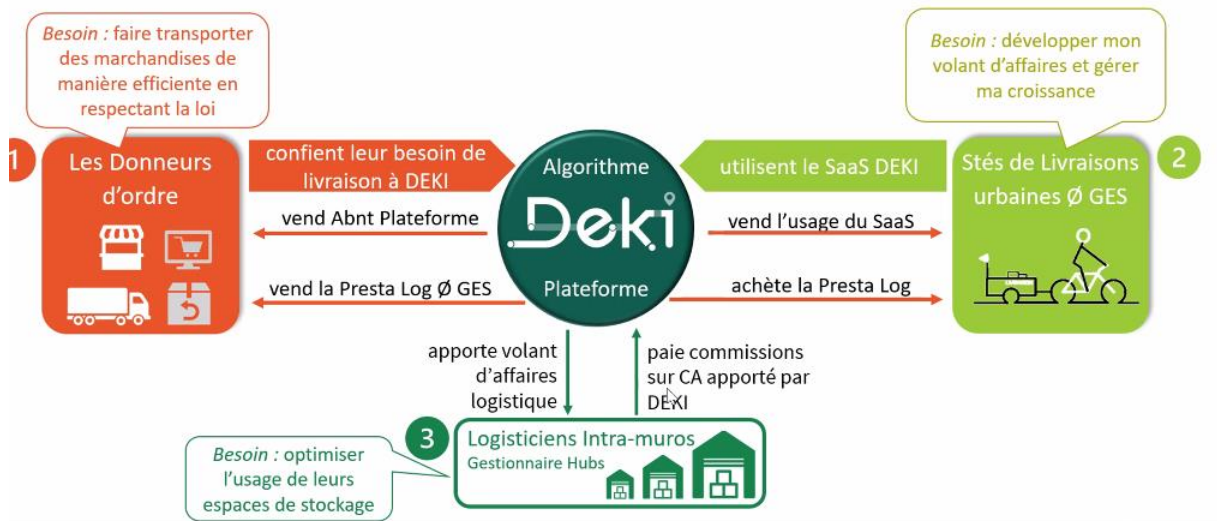 Besoin : faire transporter
des marchandises de
manière efficiente en
respectant la loi
Besoin : développer mon
volant d'affaires et gérer
ma croissance
1
Les Donneurs
d'ordre
confient leur besoin de
livraison à DEKI
vend Abnt Plateforme
vend la Presta Log Ø GES
Algorithme
Deki
Plateforme
utilisent le SaaS DEKI
vend l'usage du SaaS
achète la Presta Log
Stés de Livraisons
urbaines Ø GES
2
apporte volant
d'affaires
logistique
paie commissions
sur CA apporté par
DEKI
3
Logisticiens Intra-muros
Gestionnaire Hubs
Besoin : optimiser
l'usage de leurs
espaces de stockage